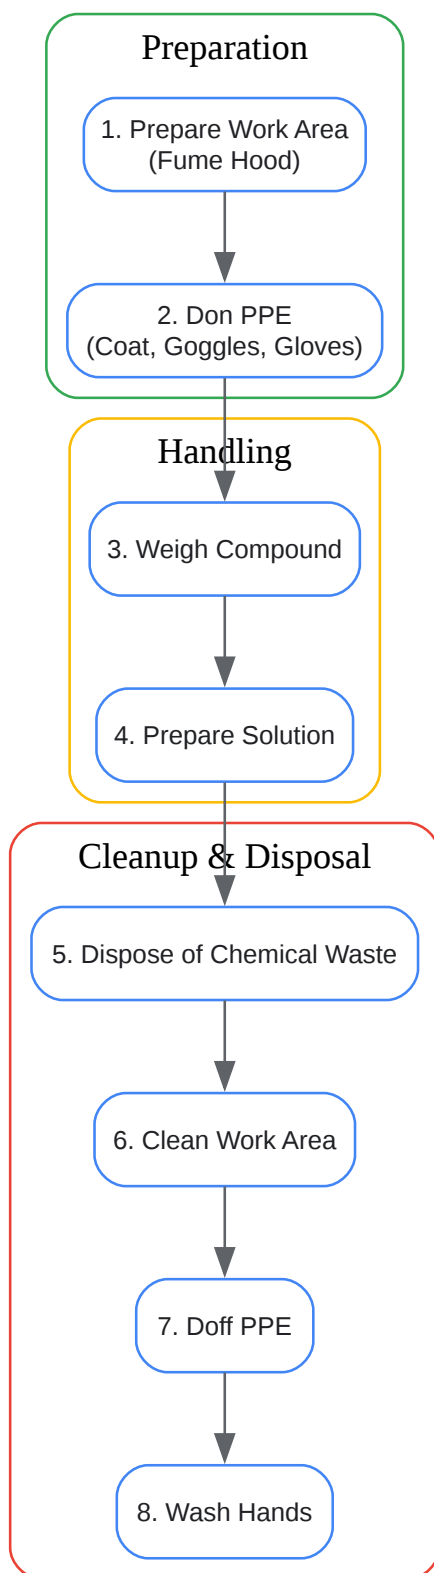 Preparation
1. Prepare Work Area
(Fume Hood)
2. Don PPE
(Coat, Goggles, Gloves)
Handling
3. Weigh Compound
4. Prepare Solution
Cleanup & Disposal
5. Dispose of Chemical Waste
6. Clean Work Area
7. Doff PPE
8. Wash Hands